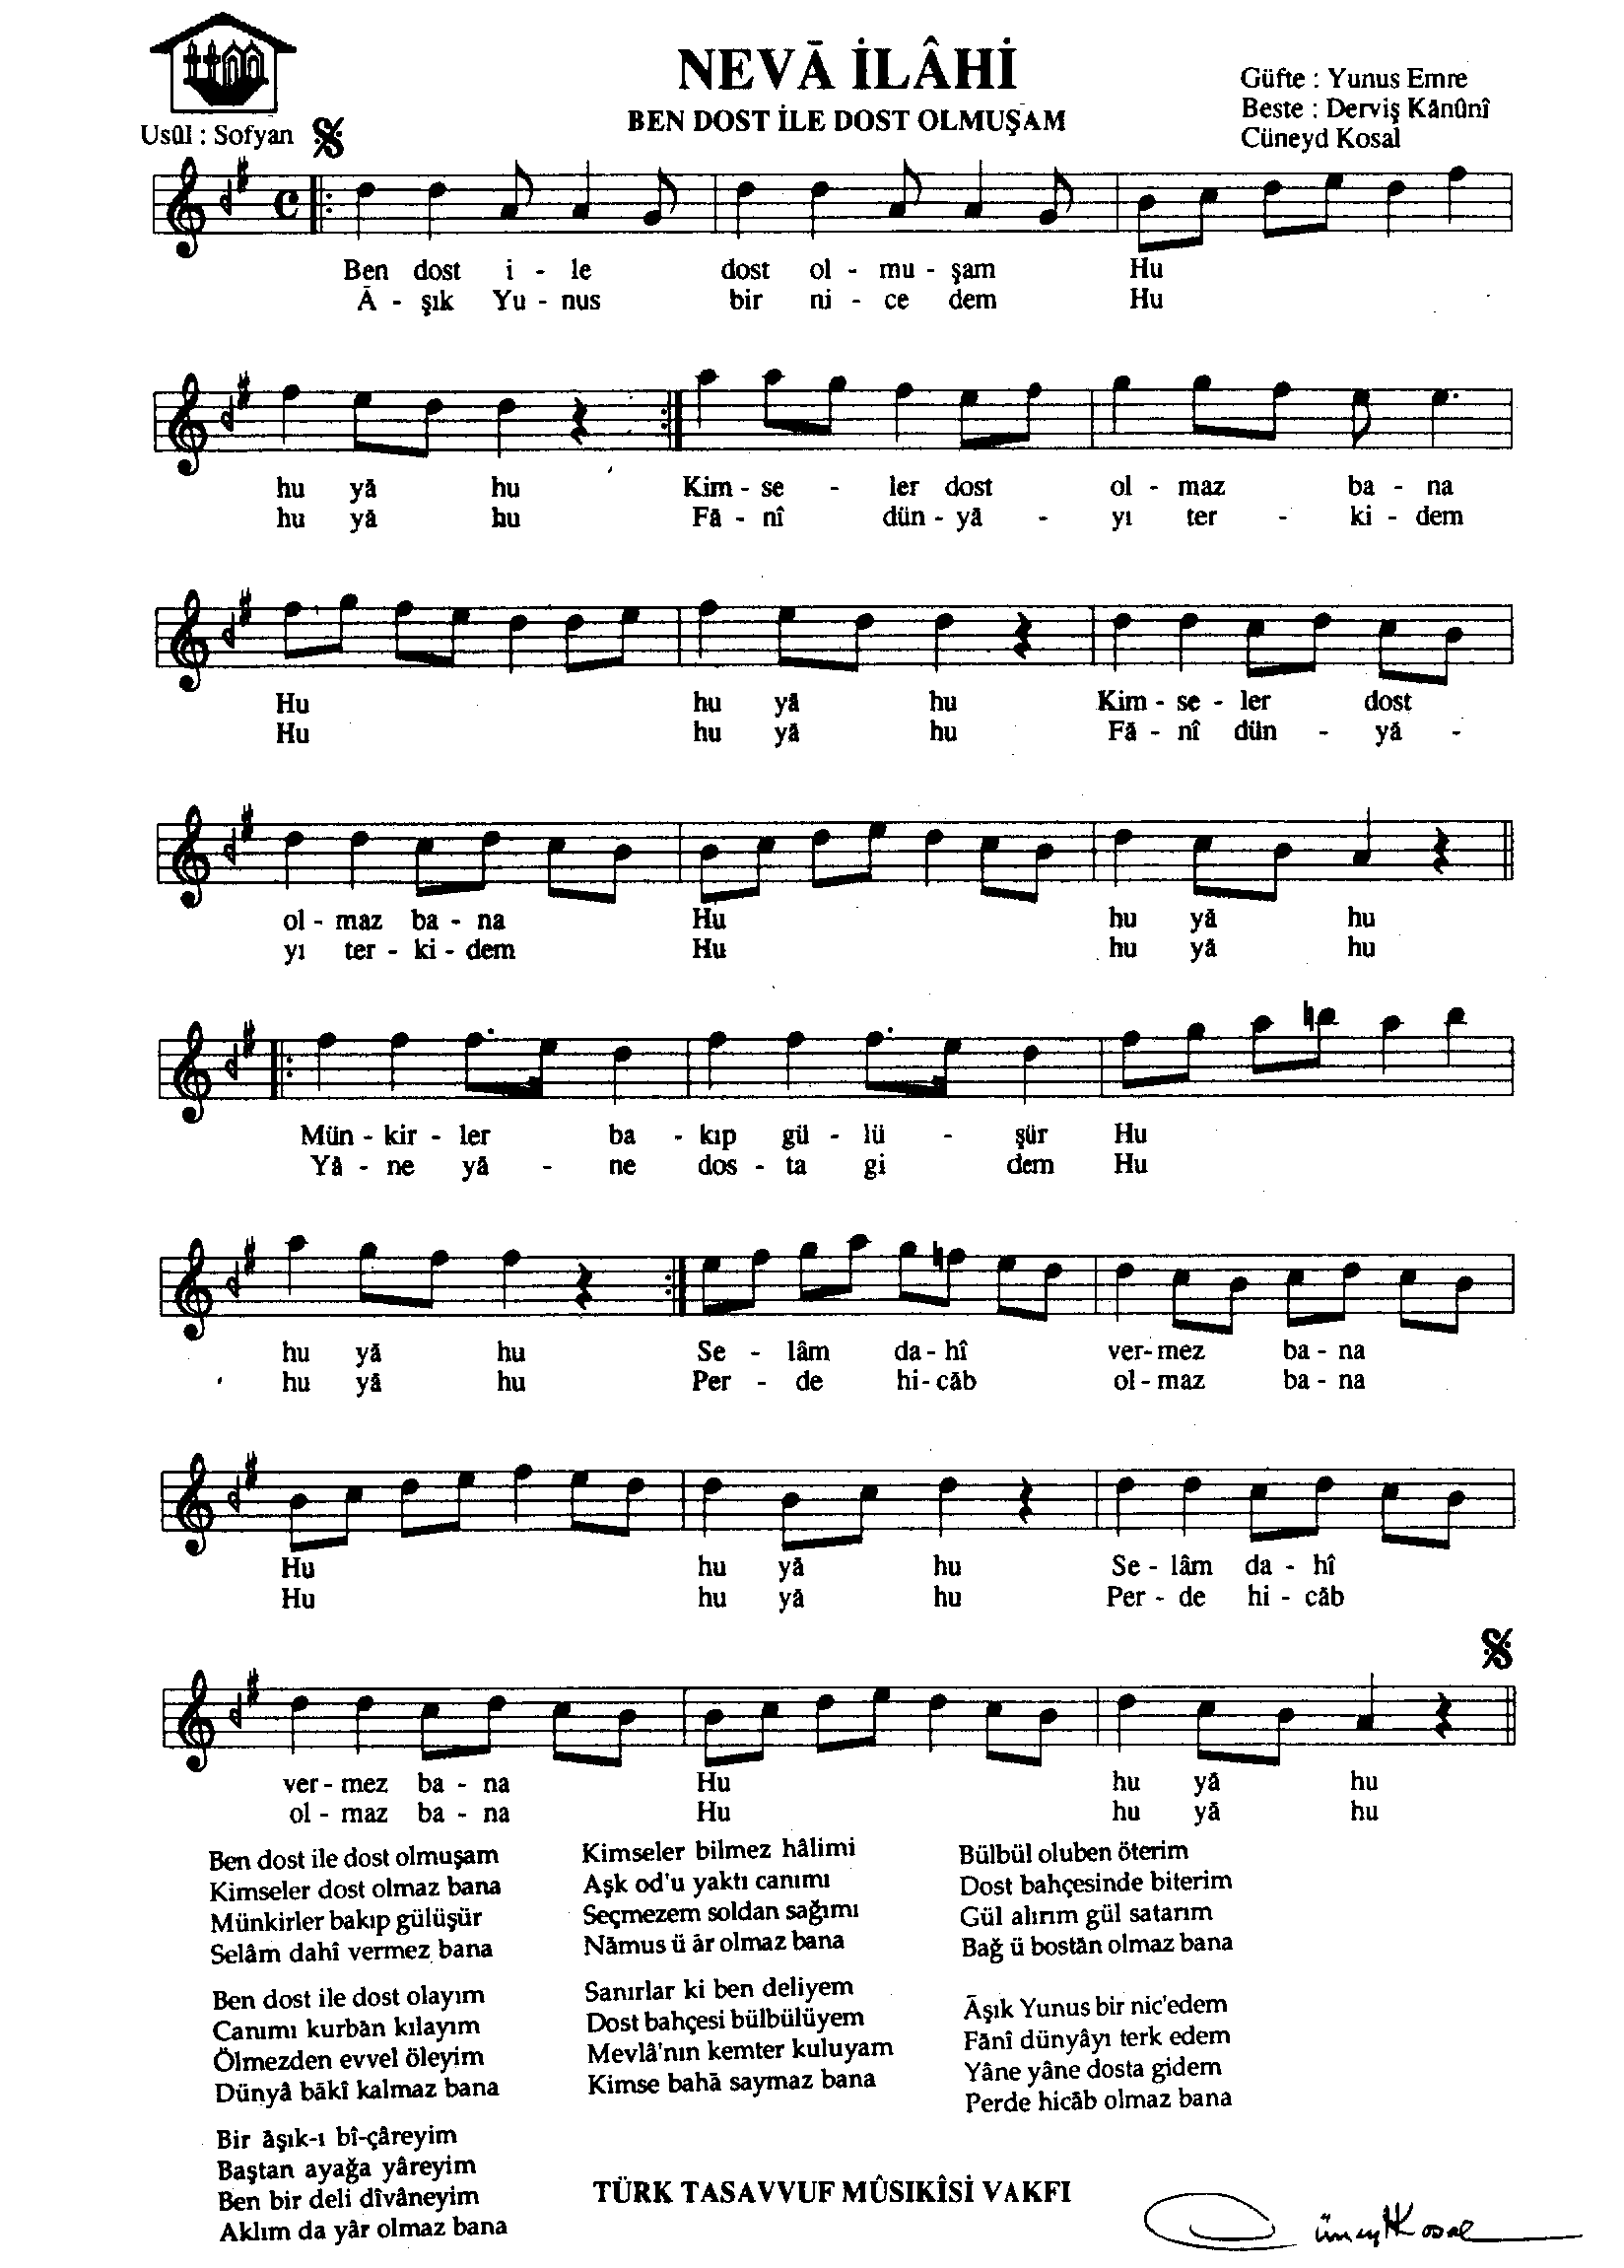 NEVĀ İLÂHİ
BEN DOST İLE DOST OLMUŞAM
Güfte : Yunus Emre
Beste : Derviş Kānûnî
Cüneyd Kosal
Usûl : Sofyan
Ben dost i - le dost ol - mu - şam Hu
Ā - şık Yu - nus bir ni - ce dem Hu
hu yā hu Kim - se - ler dost ol - maz ba - na
hu yā hu Fā - nî dün - yā - yı ter - ki - dem
Hu hu yā hu Kim - se - ler dost
Hu hu yā hu Fā - nî dün - yā -
ol - maz ba - na Hu hu yā hu
yı ter - ki - dem Hu hu yā hu
Mün - kir - ler ba - kıp gü - lü - şür Hu
Yā - ne yā - ne dos - ta gi dem Hu
hu yā hu Se - lâm da - hî ver - mez ba - na
hu yā hu Per - de hi - cāb ol - maz ba - na
Hu hu yā hu Se - lâm da - hî
Hu hu yā hu Per - de hi - cāb
ver - mez ba - na Hu hu yā hu
ol - maz ba - na Hu hu yā hu
Ben dost ile dost olmuşam
Kimseler dost olmaz bana
Münkirler bakıp gülüşür
Selâm dahî vermez bana
Ben dost ile dost olayım
Canımı kurbān kılayım
Ölmezden evvel öleyim
Dünyâ bākî kalmaz bana
Bir āşık-ı bî-çâreyim
Baştan ayağa yâreyim
Ben bir deli dîvâneyim
Aklım da yâr olmaz bana
Kimseler bilmez hâlimi
Aşk od'u yaktı canımı
Seçmezem soldan sağımı
Nāmus ü ār olmaz bana
Sanırlar ki ben deliyem
Dost bahçesi bülbülüyem
Mevlâ'nın kemter kuluyam
Kimse bahā saymaz bana
Bülbül oluben öterim
Dost bahçesinde biterim
Gül alırım gül satarım
Bağ ü bostān olmaz bana
Āşık Yunus bir nic'edem
Fānî dünyâyı terk edem
Yâne yâne dosta gidem
Perde hicāb olmaz bana
TÜRK TASAVVUF MÛSIKÎSİ VAKFI
Cüneyt Kosal